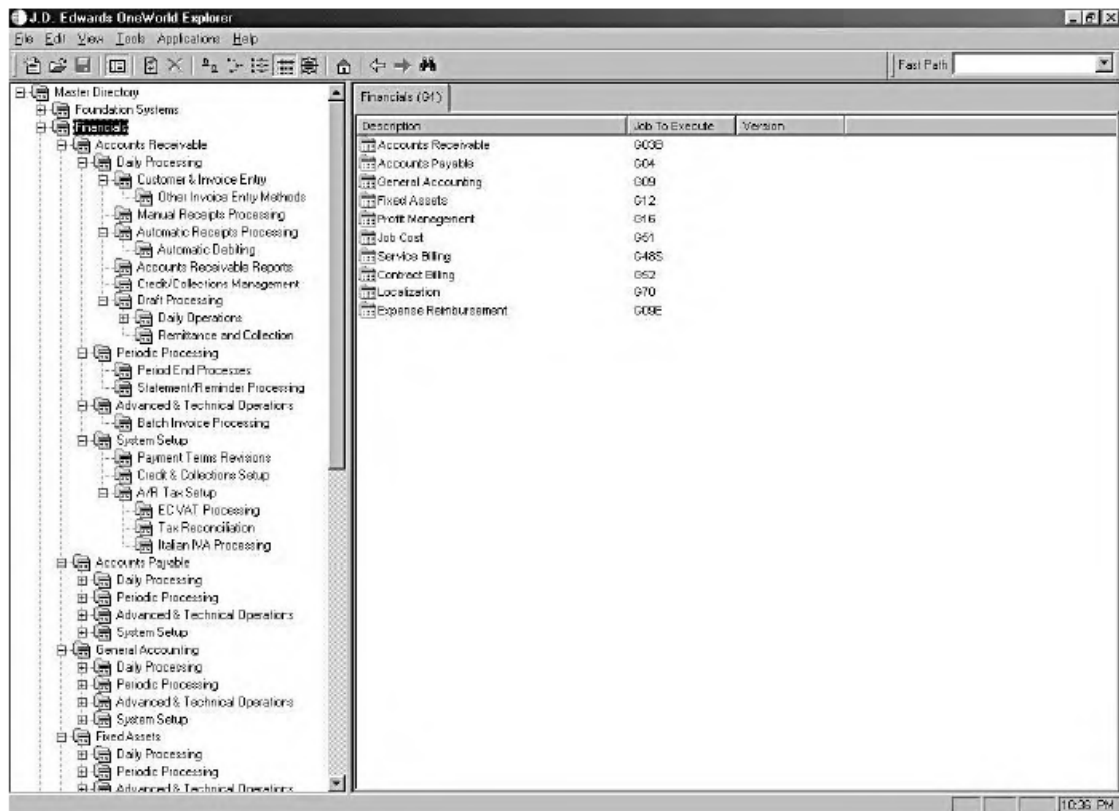 J.D. Edwards OneWorld Explorer
File Edit View Tools Applications Help
Fast Path
Master Directory
Foundation Systems
Financials
Accounts Receivable
Daily Processing
Customer & Invoice Entry
Other Invoice Entry Methods
Manual Receipts Processing
Automatic Receipts Processing
Automatic Debiting
Accounts Receivable Reports
Credit/Collections Management
Draft Processing
Daily Operations
Remittance and Collection
Periodic Processing
Period End Processes
Statement/Reminder Processing
Advanced & Technical Operations
Batch Invoice Processing
System Setup
Payment Terms Revisions
Credit & Collections Setup
A/R Tax Setup
EC VAT Processing
Tax Reconciliation
Italian IVA Processing
Accounts Payable
Daily Processing
Periodic Processing
Advanced & Technical Operations
System Setup
General Accounting
Daily Processing
Periodic Processing
Advanced & Technical Operations
System Setup
Fixed Assets
Daily Processing
Periodic Processing
Advanced & Technical Operations
Financials (G1)
Description Job To Execute Version
Accounts Receivable G03B
Accounts Payable G04
General Accounting G09
Fixed Assets G12
Profit Management G16
Job Cost G51
Service Billing G48S
Contract Billing G52
Localization G70
Expense Reimbursement G09E
10:36 PM